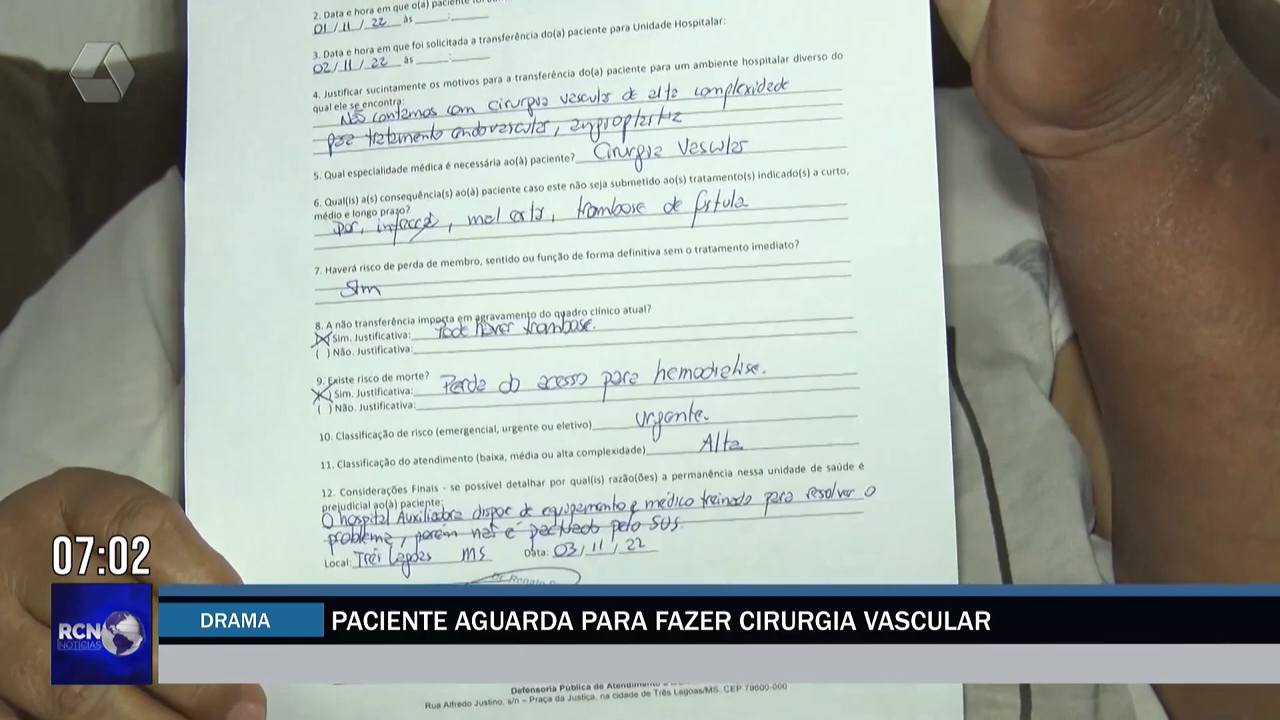 2. Data e hora em que o(a) paciente
01/11/22 às ____:____
3. Data e hora em que foi solicitada a transferência do(a) paciente para Unidade Hospitalar:
02/11/22 às ____:____
4. Justificar sucintamente os motivos para a transferência do(a) paciente para um ambiente hospitalar diverso do
qual ele se encontra:
Não contamos com cirurgia vascular de alta complexidade
para tratamento endovascular, angioplastia
5. Qual especialidade médica é necessária ao(à) paciente? Cirurgia Vascular
6. Qual(is) a(s) consequência(s) ao(à) paciente caso este não seja submetido ao(s) tratamento(s) indicado(s) a curto,
médio e longo prazo?
Dor, infecção, mal estar, trombose de fístula
7. Haverá risco de perda de membro, sentido ou função de forma definitiva sem o tratamento imediato?
Sim
8. A não transferência importa em agravamento do quadro clínico atual?
(X) Sim. Justificativa: Pode haver trombose.
( ) Não. Justificativa:
9. Existe risco de morte?
(X) Sim. Justificativa: Perda do acesso para hemodialise.
( ) Não. Justificativa:
10. Classificação de risco (emergencial, urgente ou eletivo) urgente.
11. Classificação do atendimento (baixa, média ou alta complexidade) Alta
12. Considerações Finais - se possível detalhar por qual(is) razão(ões) a permanência nessa unidade de saúde é
prejudicial ao(à) paciente:
O hospital Auxiliadora dispor de equipamento e médico treinado para resolver o
problema, porém não é pactuado pelo SUS.
Local: Três Lagoas MS Data: 03/11/22
07:02
RCN
NOTÍCIAS
DRAMA
PACIENTE AGUARDA PARA FAZER CIRURGIA VASCULAR
Defensoria Pública de Atendimento
Rua Alfredo Justino, s/n – Praça da Justiça, na cidade de Três Lagoas/MS. CEP 79600-000